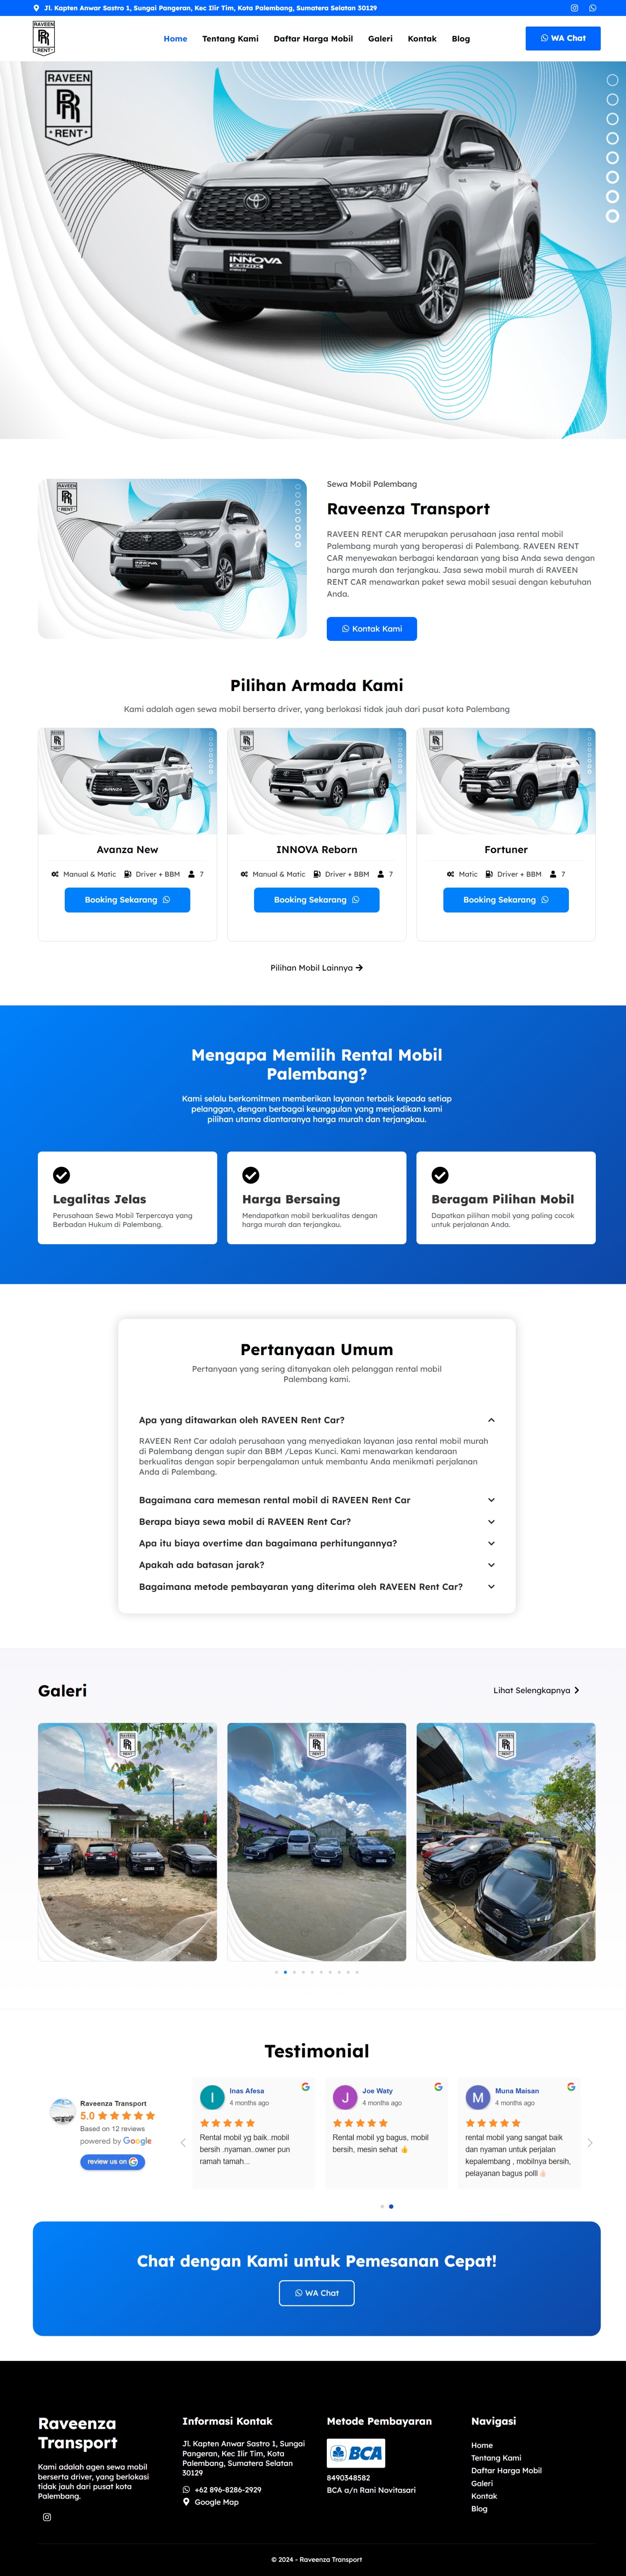 Jl. Kapten Anwar Sastro 1, Sungai Pangeran, Kec Ilir Tim, Kota Palembang, Sumatera Selatan 30129
RAVEEN
RENT
Home
Tentang Kami
Daftar Harga Mobil
Galeri
Kontak
Blog
WA Chat
RAVEEN
RENT
INNOVA
ZENIX
RAVEEN
RENT
INNOVA
Sewa Mobil Palembang
Raveenza Transport
RAVEEN RENT CAR merupakan perusahaan jasa rental mobil
Palembang murah yang beroperasi di Palembang. RAVEEN RENT
CAR menyewakan berbagai kendaraan yang bisa Anda sewa dengan
harga murah dan terjangkau. Jasa sewa mobil murah di RAVEEN
RENT CAR menawarkan paket sewa mobil sesuai dengan kebutuhan
Anda.
Kontak Kami
Pilihan Armada Kami
Kami adalah agen sewa mobil berserta driver, yang berlokasi tidak jauh dari pusat kota Palembang
RAVEEN
RENT
AVANZA
RAVEEN
RENT
RAVEEN
RENT
Avanza New
Manual & Matic
Driver + BBM
7
Booking Sekarang
INNOVA Reborn
Manual & Matic
Driver + BBM
7
Booking Sekarang
Fortuner
Matic
Driver + BBM
7
Booking Sekarang
Pilihan Mobil Lainnya
Mengapa Memilih Rental Mobil
Palembang?
Kami selalu berkomitmen memberikan layanan terbaik kepada setiap
pelanggan, dengan berbagai keunggulan yang menjadikan kami
pilihan utama diantaranya harga murah dan terjangkau.
Legalitas Jelas
Perusahaan Sewa Mobil Terpercaya yang
Berbadan Hukum di Palembang.
Harga Bersaing
Mendapatkan mobil berkualitas dengan
harga murah dan terjangkau.
Beragam Pilihan Mobil
Dapatkan pilihan mobil yang paling cocok
untuk perjalanan Anda.
Pertanyaan Umum
Pertanyaan yang sering ditanyakan oleh pelanggan rental mobil
Palembang kami.
Apa yang ditawarkan oleh RAVEEN Rent Car?
RAVEEN Rent Car adalah perusahaan yang menyediakan layanan jasa rental mobil murah
di Palembang dengan supir dan BBM /Lepas Kunci. Kami menawarkan kendaraan
berkualitas dengan sopir berpengalaman untuk membantu Anda menikmati perjalanan
Anda di Palembang.
Bagaimana cara memesan rental mobil di RAVEEN Rent Car
Berapa biaya sewa mobil di RAVEEN Rent Car?
Apa itu biaya overtime dan bagaimana perhitungannya?
Apakah ada batasan jarak?
Bagaimana metode pembayaran yang diterima oleh RAVEEN Rent Car?
Galeri
Lihat Selengkapnya
RAVEEN
RENT
RAVEEN
RENT
RAVEEN
RENT
Testimonial
Raveenza Transport
5.0
Based on 12 reviews
powered by Google
review us on
Inas Afesa
4 months ago
Rental mobil yg baik..mobil
bersih .nyaman..owner pun
ramah tamah...
Joe Waty
4 months ago
Rental mobil yg bagus, mobil
bersih, mesin sehat 👍
Muna Maisan
4 months ago
rental mobil yang sangat baik
dan nyaman untuk perjalan
kepalembang , mobilnya bersih,
pelayanan bagus polll
Chat dengan Kami untuk Pemesanan Cepat!
WA Chat
Raveenza
Transport
Kami adalah agen sewa mobil
berserta driver, yang berlokasi
tidak jauh dari pusat kota
Palembang.
Informasi Kontak
Jl. Kapten Anwar Sastro 1, Sungai
Pangeran, Kec Ilir Tim, Kota
Palembang, Sumatera Selatan
30129
+62 896-8286-2929
Google Map
Metode Pembayaran
BCA
8490348582
BCA a/n Rani Novitasari
Navigasi
Home
Tentang Kami
Daftar Harga Mobil
Galeri
Kontak
Blog
© 2024 - Raveenza Transport